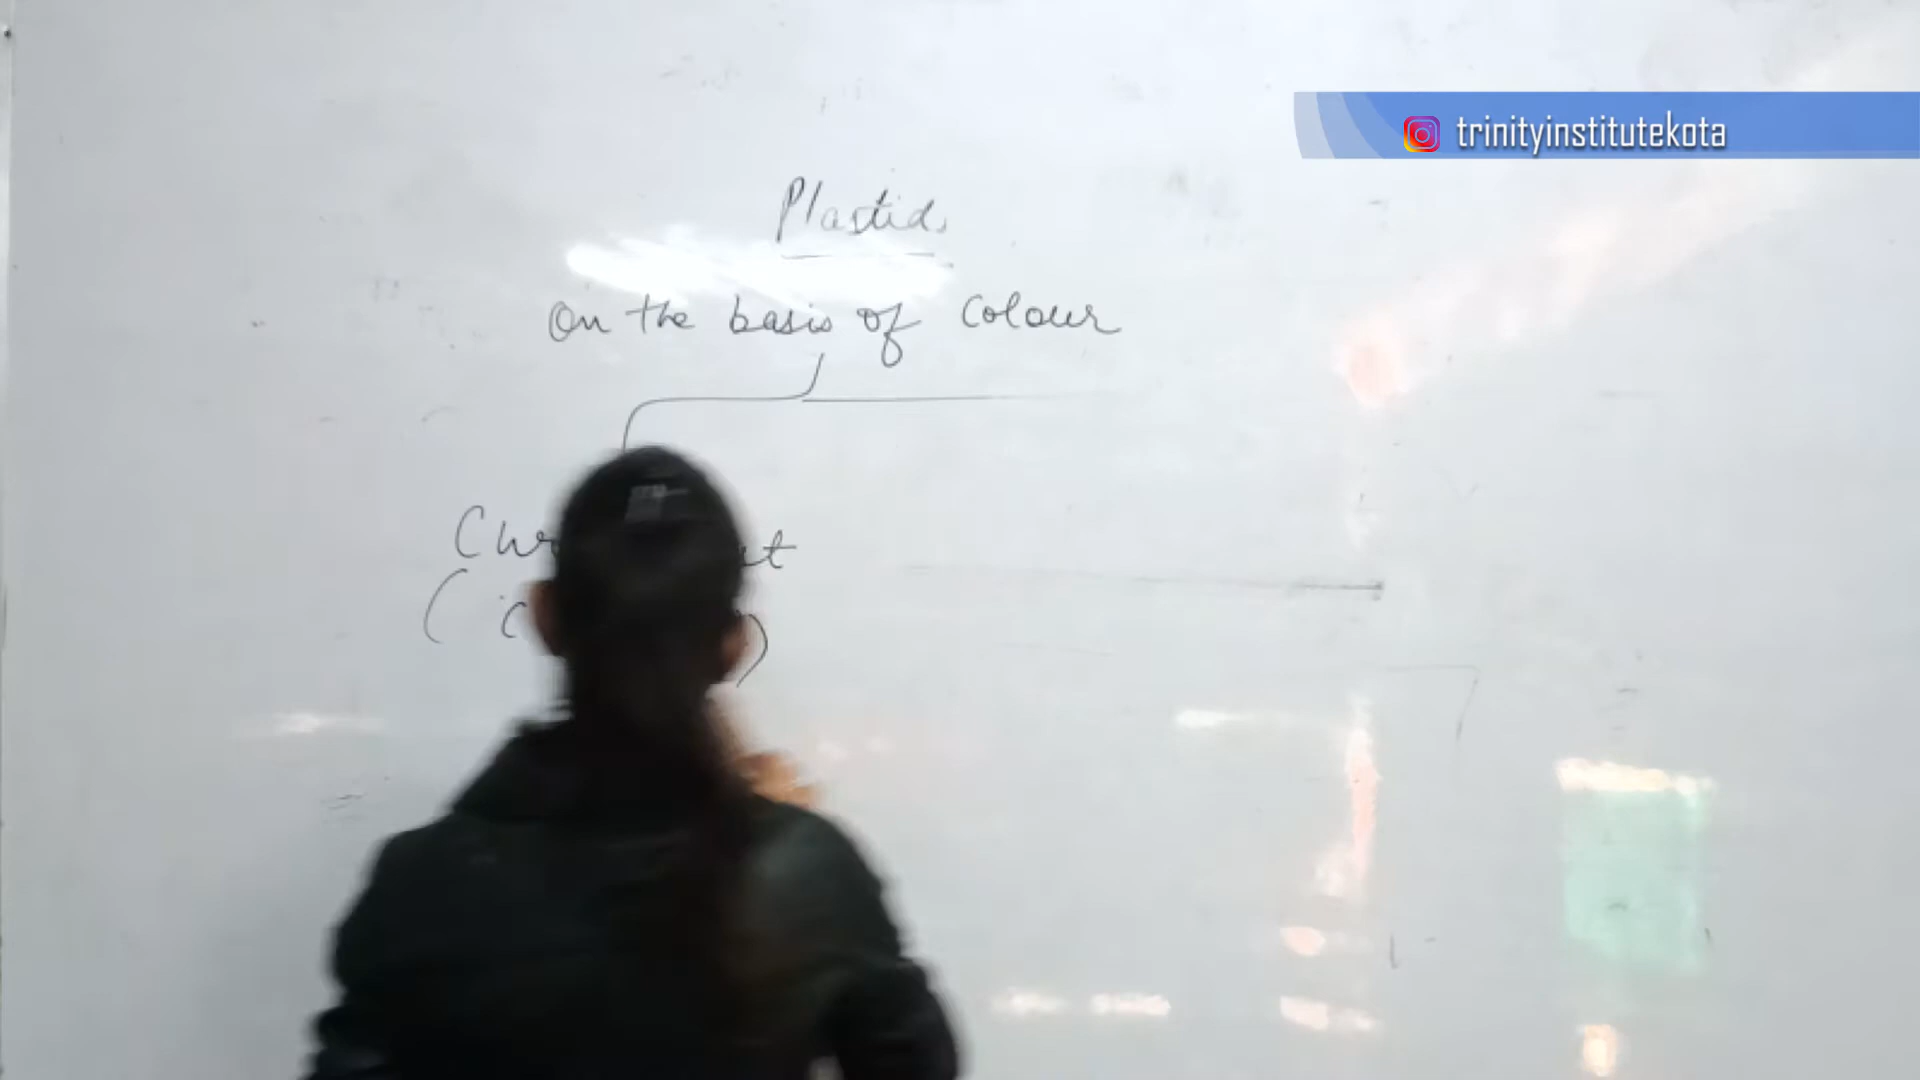 trinityinstitutekota
Plastid
On the basis of Colour